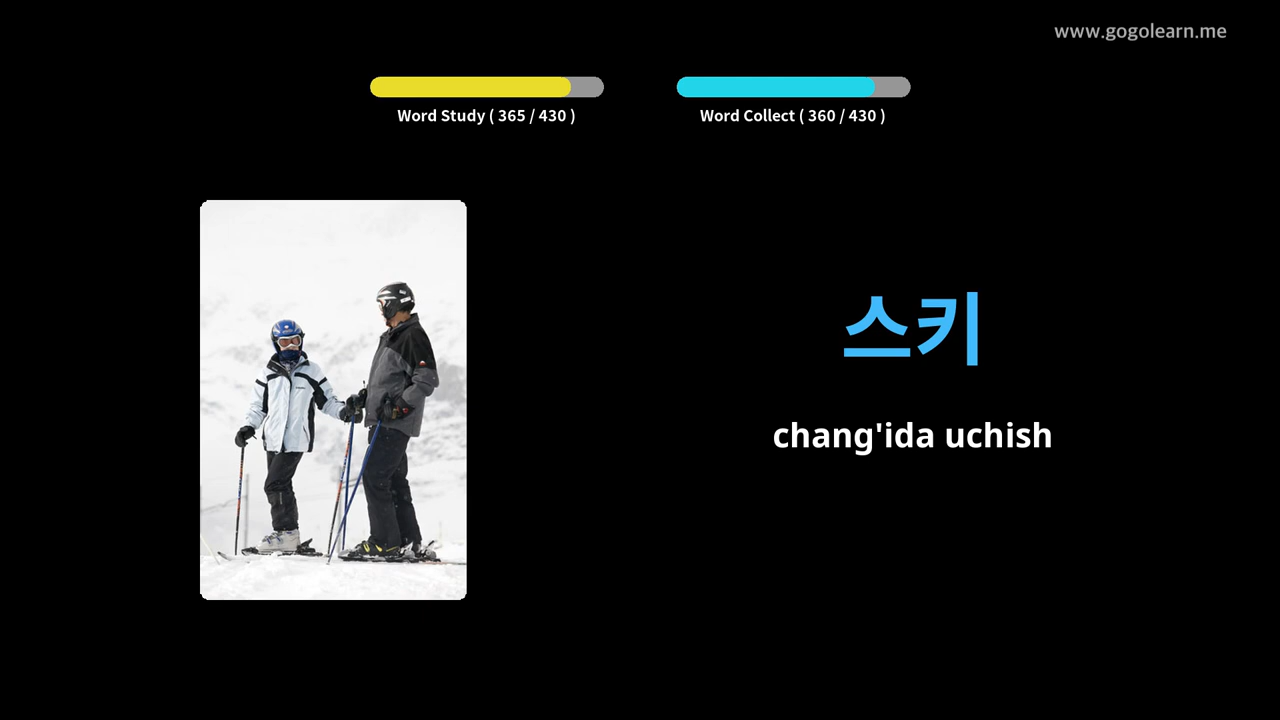 www.gogolearn.me
Word Study ( 365 / 430 )
Word Collect ( 360 / 430 )
스키
chang'ida uchish